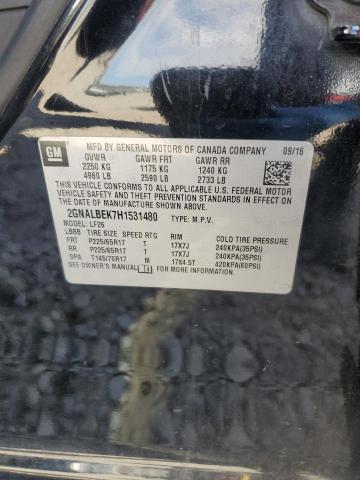 GM
MFD BY GENERAL MOTORS OF CANADA COMPANY 09/16
GVWR GAWR FRT GAWR RR
2250 KG 1175 KG 1240 KG
4960 LB 2590 LB 2733 LB
THIS VEHICLE CONFORMS TO ALL APPLICABLE U.S. FEDERAL MOTOR
VEHICLE SAFETY AND THEFT PREVENTION STANDARDS IN EFFECT
ON THE DATE OF MANUFACTURE SHOWN ABOVE.
2GNALBEK7H1531480 TYPE: M.P.V.
MODEL: LF26
LBBB TIRE SIZE SPEED RTG RIM COLD TIRE PRESSURE
FRT P225/65R17 T 17X7J 240KPA(35PSI)
RR P225/65R17 T 17X7J 240KPA(35PSI)
SPA T145/70R17 M 17X4.5T 420KPA(60PSI)
SEE OWNER'S MANUAL FOR ADDITIONAL INFORMATION